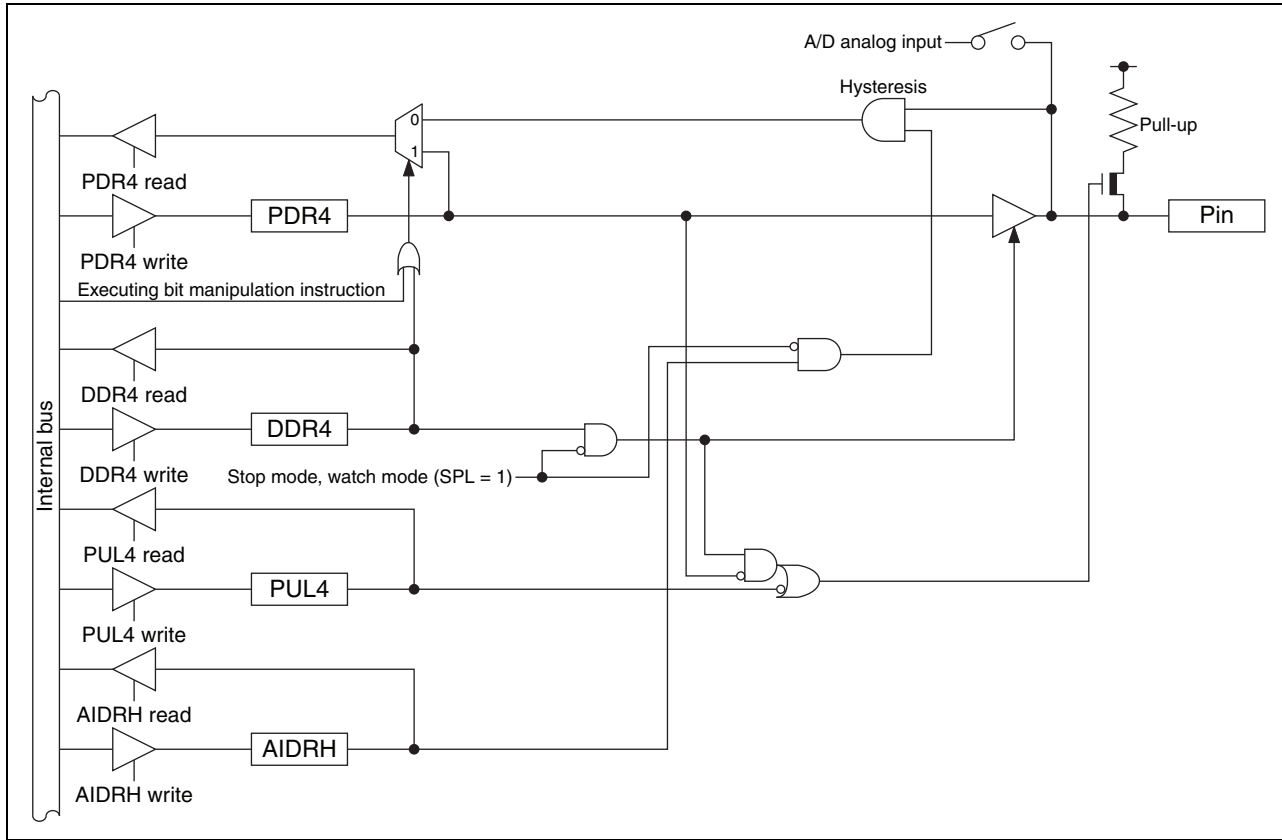 A/D analog input
Hysteresis
0
1
Pull-up
PDR4 read
PDR4
Pin
PDR4 write
Executing bit manipulation instruction
DDR4 read
DDR4
DDR4 write
Stop mode, watch mode (SPL = 1)
Internal bus
PUL4 read
PUL4
PUL4 write
AIDRH read
AIDRH
AIDRH write